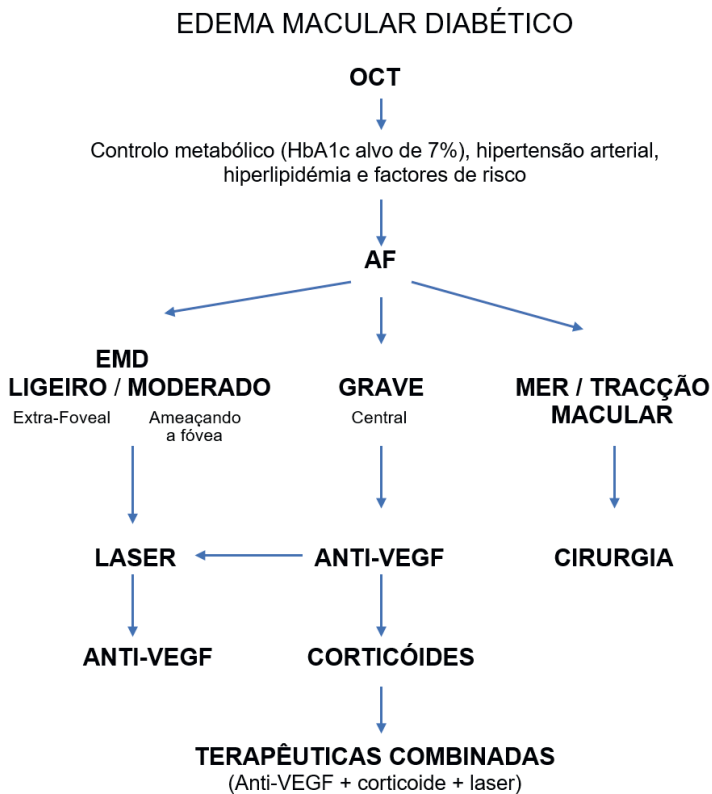 EDEMA MACULAR DIABÉTICO
OCT
Controlo metabólico (HbA1c alvo de 7%), hipertensão arterial,
hiperlipidémia e factores de risco
AF
EMD
LIGEIRO / MODERADO
Extra-Foveal
Ameaçando
a fóvea
GRAVE
Central
MER / TRACÇÃO
MACULAR
LASER
ANTI-VEGF
CIRURGIA
ANTI-VEGF
CORTICÓIDES
TERAPÊUTICAS COMBINADAS
(Anti-VEGF + corticoide + laser)